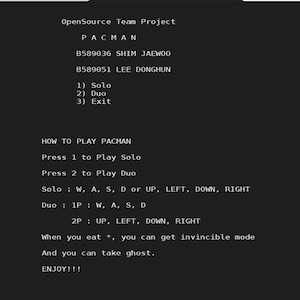 OpenSource Team Project
P A C M A N
B589036 SHIM JAEWOO
B589051 LEE DONGHUN
1) Solo
2) Duo
3) Exit
HOW TO PLAY PACMAN
Press 1 to Play Solo
Press 2 to Play Duo
Solo : W, A, S, D or UP, LEFT, DOWN, RIGHT
Duo : 1P : W, A, S, D
2P : UP, LEFT, DOWN, RIGHT
When you eat *, you can get invincible mode
And you can take ghost.
ENJOY!!!